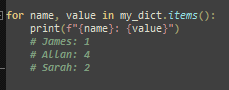 for name, value in my_dict.items():
    print(f"{name}: {value}")
    # James: 1
    # Allan: 4
    # Sarah: 2